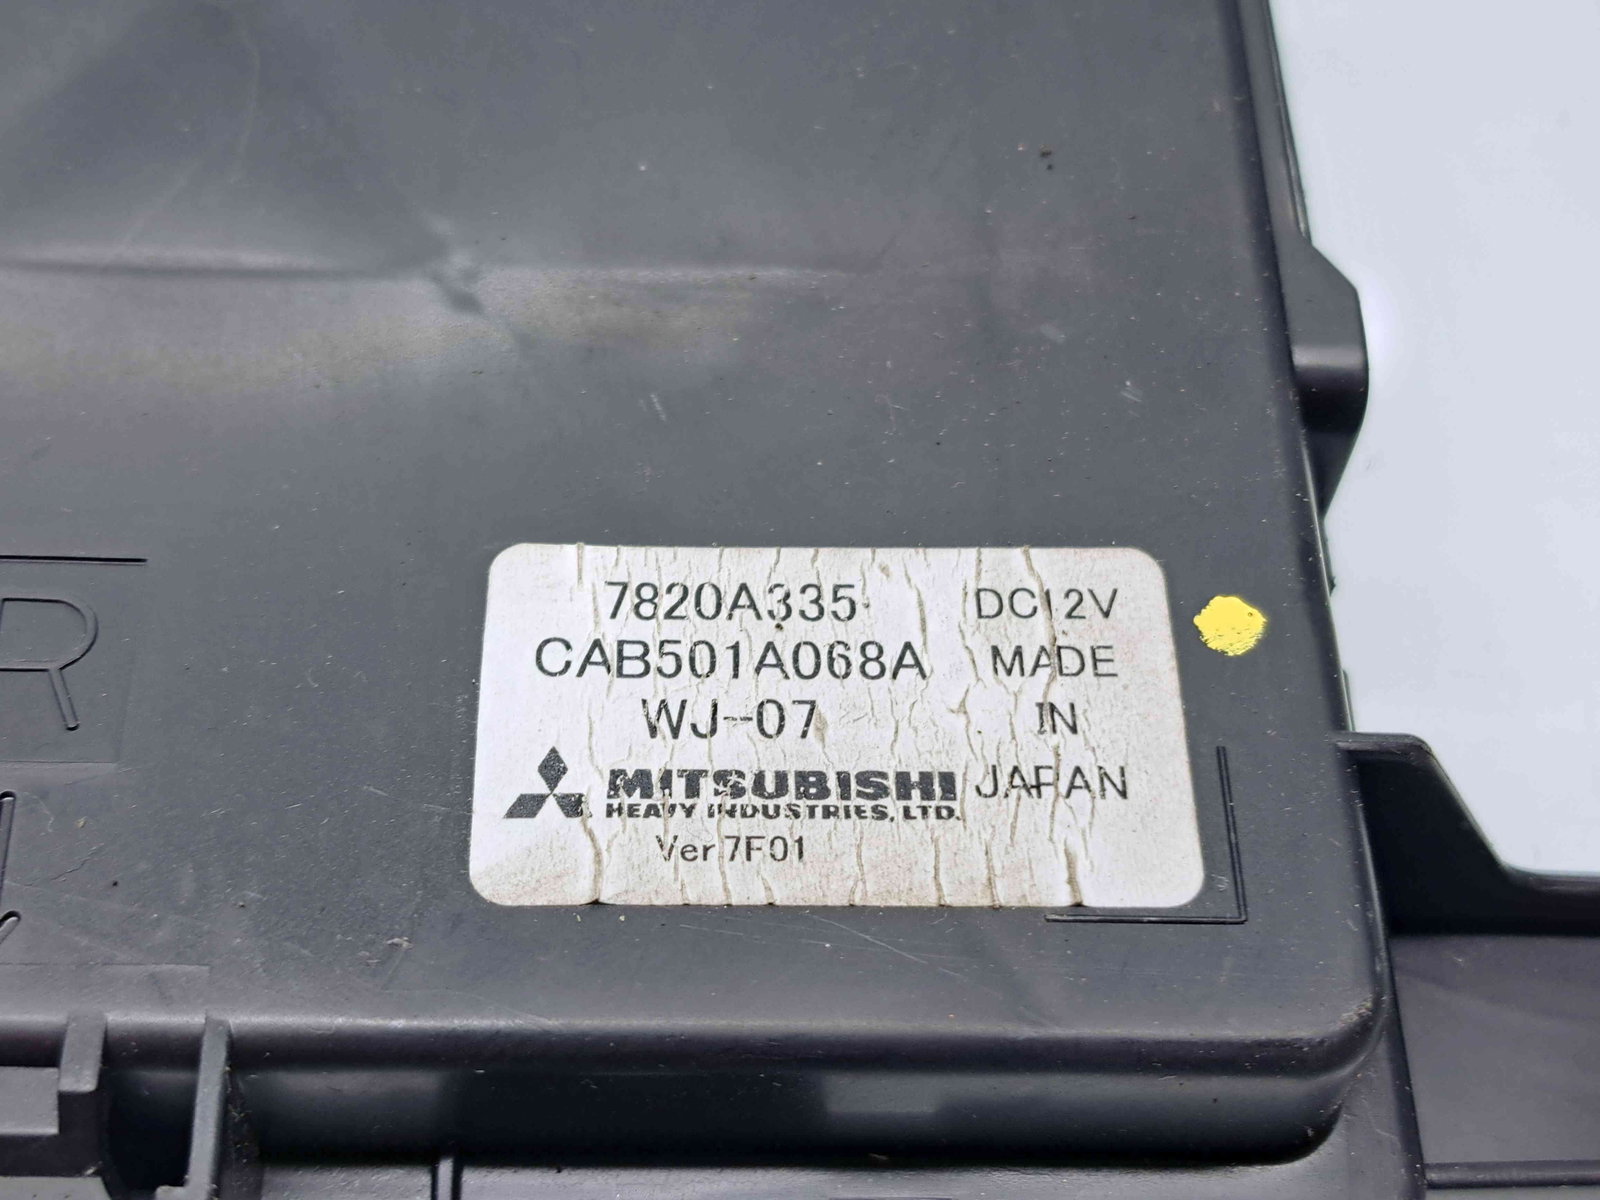 7820A335 DC12V
CAB501A068A MADE
WJ-07 IN
MITSUBISHI JAPAN
HEAVY INDUSTRIES, LTD.
Ver.7F01
R